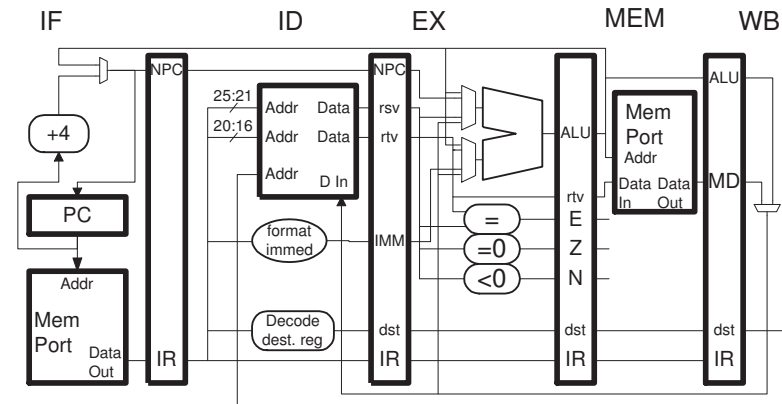 IF
ID
EX
MEM
WB
NPC
NPC
25:21
Addr
Data
rsv
20:16
Addr
Data
rtv
Addr
D In
+4
PC
ALU
Mem
Port
Addr
rtv
Data
In
Data
Out
ALU
MD
format
immed
IMM
=
E
=0
Z
<0
N
Addr
Mem
Port
Data
Out
Decode
dest. reg
dst
dst
dst
IR
IR
IR
IR